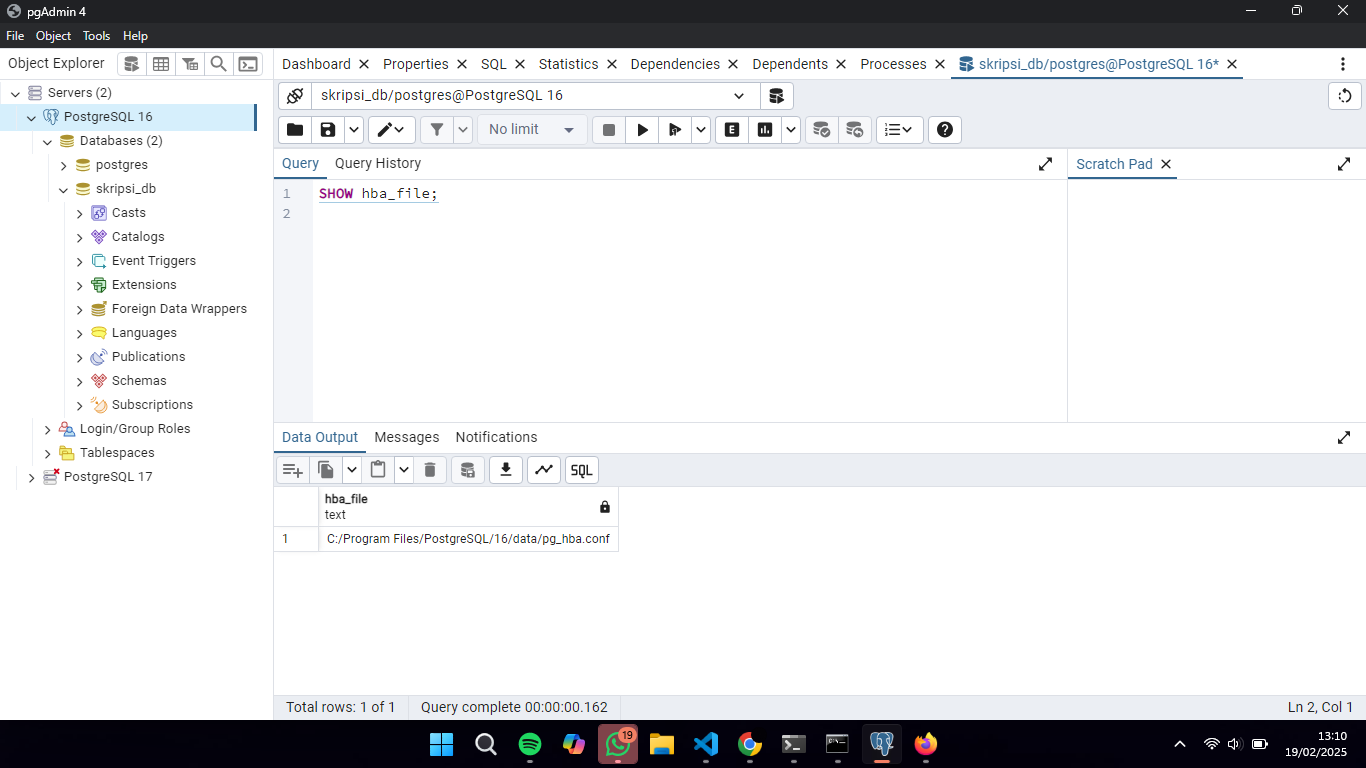 pgAdmin 4
File Object Tools Help
Object Explorer
Servers (2)
PostgreSQL 16
Databases (2)
postgres
skripsi_db
Casts
Catalogs
Event Triggers
Extensions
Foreign Data Wrappers
Languages
Publications
Schemas
Subscriptions
Login/Group Roles
Tablespaces
PostgreSQL 17
Dashboard Properties SQL Statistics Dependencies Dependents Processes skripsi_db/postgres@PostgreSQL 16*
skripsi_db/postgres@PostgreSQL 16
No limit E
Query Query History
1 SHOW hba_file;
2
Scratch Pad
Data Output Messages Notifications
SQL
hba_file
text
1 C:/Program Files/PostgreSQL/16/data/pg_hba.conf
Total rows: 1 of 1 Query complete 00:00:00.162 Ln 2, Col 1
19
13:10
19/02/2025